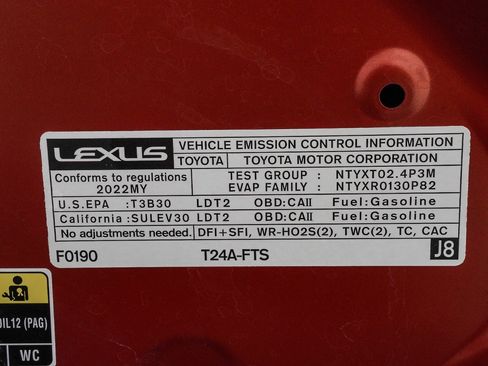 LEXUS VEHICLE EMISSION CONTROL INFORMATION
TOYOTA TOYOTA MOTOR CORPORATION
Conforms to regulations
2022MY
TEST GROUP : NTYXT02.4P3M
EVAP FAMILY : NTYXR0130P82
U.S.EPA :T3B30 LDT2 OBD:CAII Fuel:Gasoline
California :SULEV30 LDT2 OBD:CAII Fuel:Gasoline
No adjustments needed. DFI+SFI, WR-HO2S(2), TWC(2), TC, CAC
F0190 T24A-FTS J8
OIL12 (PAG)
WC